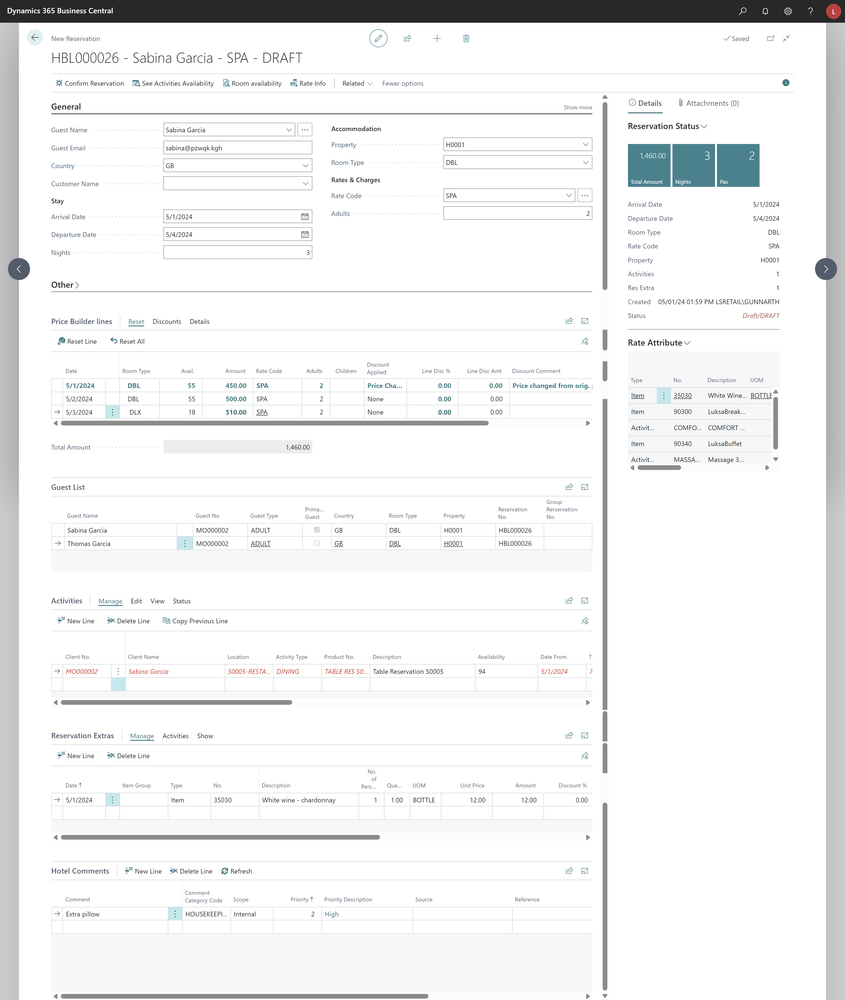 Dynamics 365 Business Central
L
New Reservation
Saved
HBL000026 - Sabina Garcia - SPA - DRAFT
Confirm Reservation See Activities Availability Room availability Rate Info Related Fewer options
General Show more
Guest Name Sabina Garcia
Guest Email sabina@pzwqk.kgh
Country GB
Customer Name
Stay
Arrival Date 5/1/2024
Departure Date 5/4/2024
Nights 3
Accommodation
Property H0001
Room Type DBL
Rates & Charges
Rate Code SPA
Adults 2
Other
Price Builder lines Reset Discounts Details
Reset Line Reset All
Date Room Type Avail. Amount Rate Code Adults Children Discount Applied Line Disc % Line Disc Amt Discount Comment
5/1/2024 DBL 55 450.00 SPA 2 Price Cha... 0.00 0.00 Price changed from orig.
5/2/2024 DBL 55 500.00 SPA 2 None 0.00 0.00
5/3/2024 DLX 18 510.00 SPA 2 None 0.00 0.00
Total Amount 1,460.00
Guest List
Guest Name Guest No. Guest Type Prima... Guest Country Room Type Property Reservation No. Group Rerservation No.
Sabina Garcia MO000002 ADULT GB DBL H0001 HBL000026
Thomas Garcia MO000002 ADULT GB DBL H0001 HBL000026
Activities Manage Edit View Status
New Line Delete Line Copy Previous Line
Client No. Client Name Location Activity Type Product No. Description Availability Date From
MO000002 Sabina Garcia S0005-RESTA... DINING TABLE RES S0... Table Reservation S0005 94 5/1/2024 7
Reservation Extras Manage Activities Show
New Line Delete Line
Date Item Group Type No. Description No. of Pers... Qua... UOM Unit Price Amount Discount %
5/1/2024 Item 35030 White wine - chardonnay 1 1.00 BOTTLE 12.00 12.00 0.00
Hotel Comments New Line Delete Line Refresh
Comment Comment Category Code Scope Priority Priority Description Source Reference
Extra pillow HOUSEKEEPI... Internal 2 High
Details Attachments (0)
Reservation Status
1,460.00 3 2
Total Amount Nights Pax
Arrival Date 5/1/2024
Departure Date 5/4/2024
Room Type DBL
Rate Code SPA
Property H0001
Activities 1
Res Extra 1
Created 05/01/24 01:59 PM LSRETAIL\GUNNARTH
Status Draft/DRAFT
Rate Attribute
Type No. Description UOM
Item 35030 White Wine... BOTTLE
Item 90300 LuksaBreak...
Activit... COMFO... COMFORT ...
Item 90340 LuksaBuffet
Activit... MASSA... Massage 3...